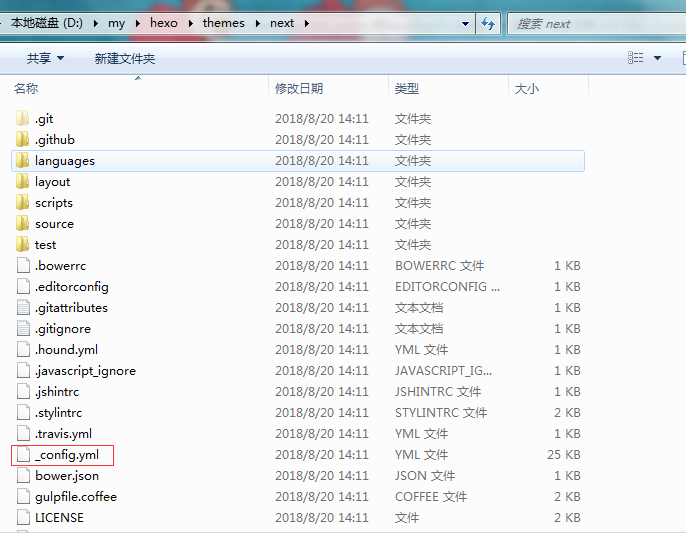 本地磁盘 (D:) my hexo themes next 搜索 next
共享 新建文件夹
名称 修改日期 类型 大小
.git 2018/8/20 14:11 文件夹
.github 2018/8/20 14:11 文件夹
languages 2018/8/20 14:11 文件夹
layout 2018/8/20 14:11 文件夹
scripts 2018/8/20 14:11 文件夹
source 2018/8/20 14:11 文件夹
test 2018/8/20 14:11 文件夹
.bowerrc 2018/8/20 14:11 BOWERRC 文件 1 KB
.editorconfig 2018/8/20 14:11 EDITORCONFIG ... 1 KB
.gitattributes 2018/8/20 14:11 文本文档 1 KB
.gitignore 2018/8/20 14:11 文本文档 1 KB
.hound.yml 2018/8/20 14:11 YML 文件 1 KB
.javascript_ignore 2018/8/20 14:11 JAVASCRIPT_IG... 1 KB
.jshintrc 2018/8/20 14:11 JSHINTRC 文件 1 KB
.stylintrc 2018/8/20 14:11 STYLINTRC 文件 2 KB
.travis.yml 2018/8/20 14:11 YML 文件 1 KB
_config.yml 2018/8/20 14:11 YML 文件 25 KB
bower.json 2018/8/20 14:11 JSON 文件 1 KB
gulpfile.coffee 2018/8/20 14:11 COFFEE 文件 2 KB
LICENSE 2018/8/20 14:11 文件 2 KB